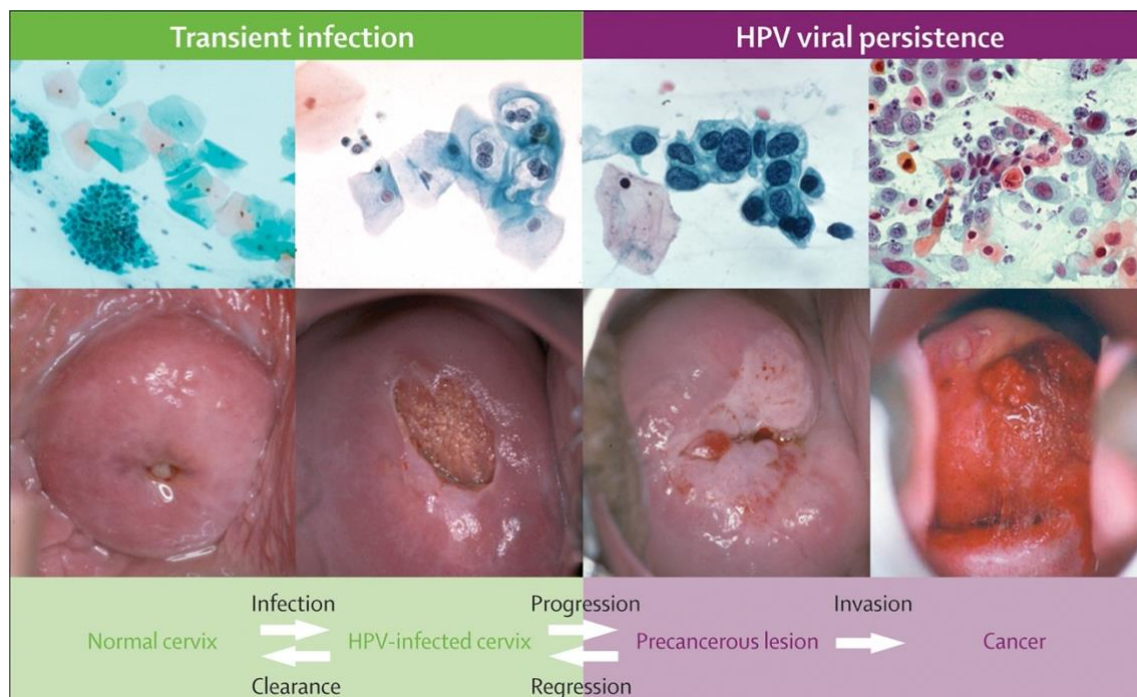 Transient infection
HPV viral persistence
Infection
Progression
Invasion
Normal cervix
HPV-infected cervix
Precancerous lesion
Cancer
Clearance
Regression